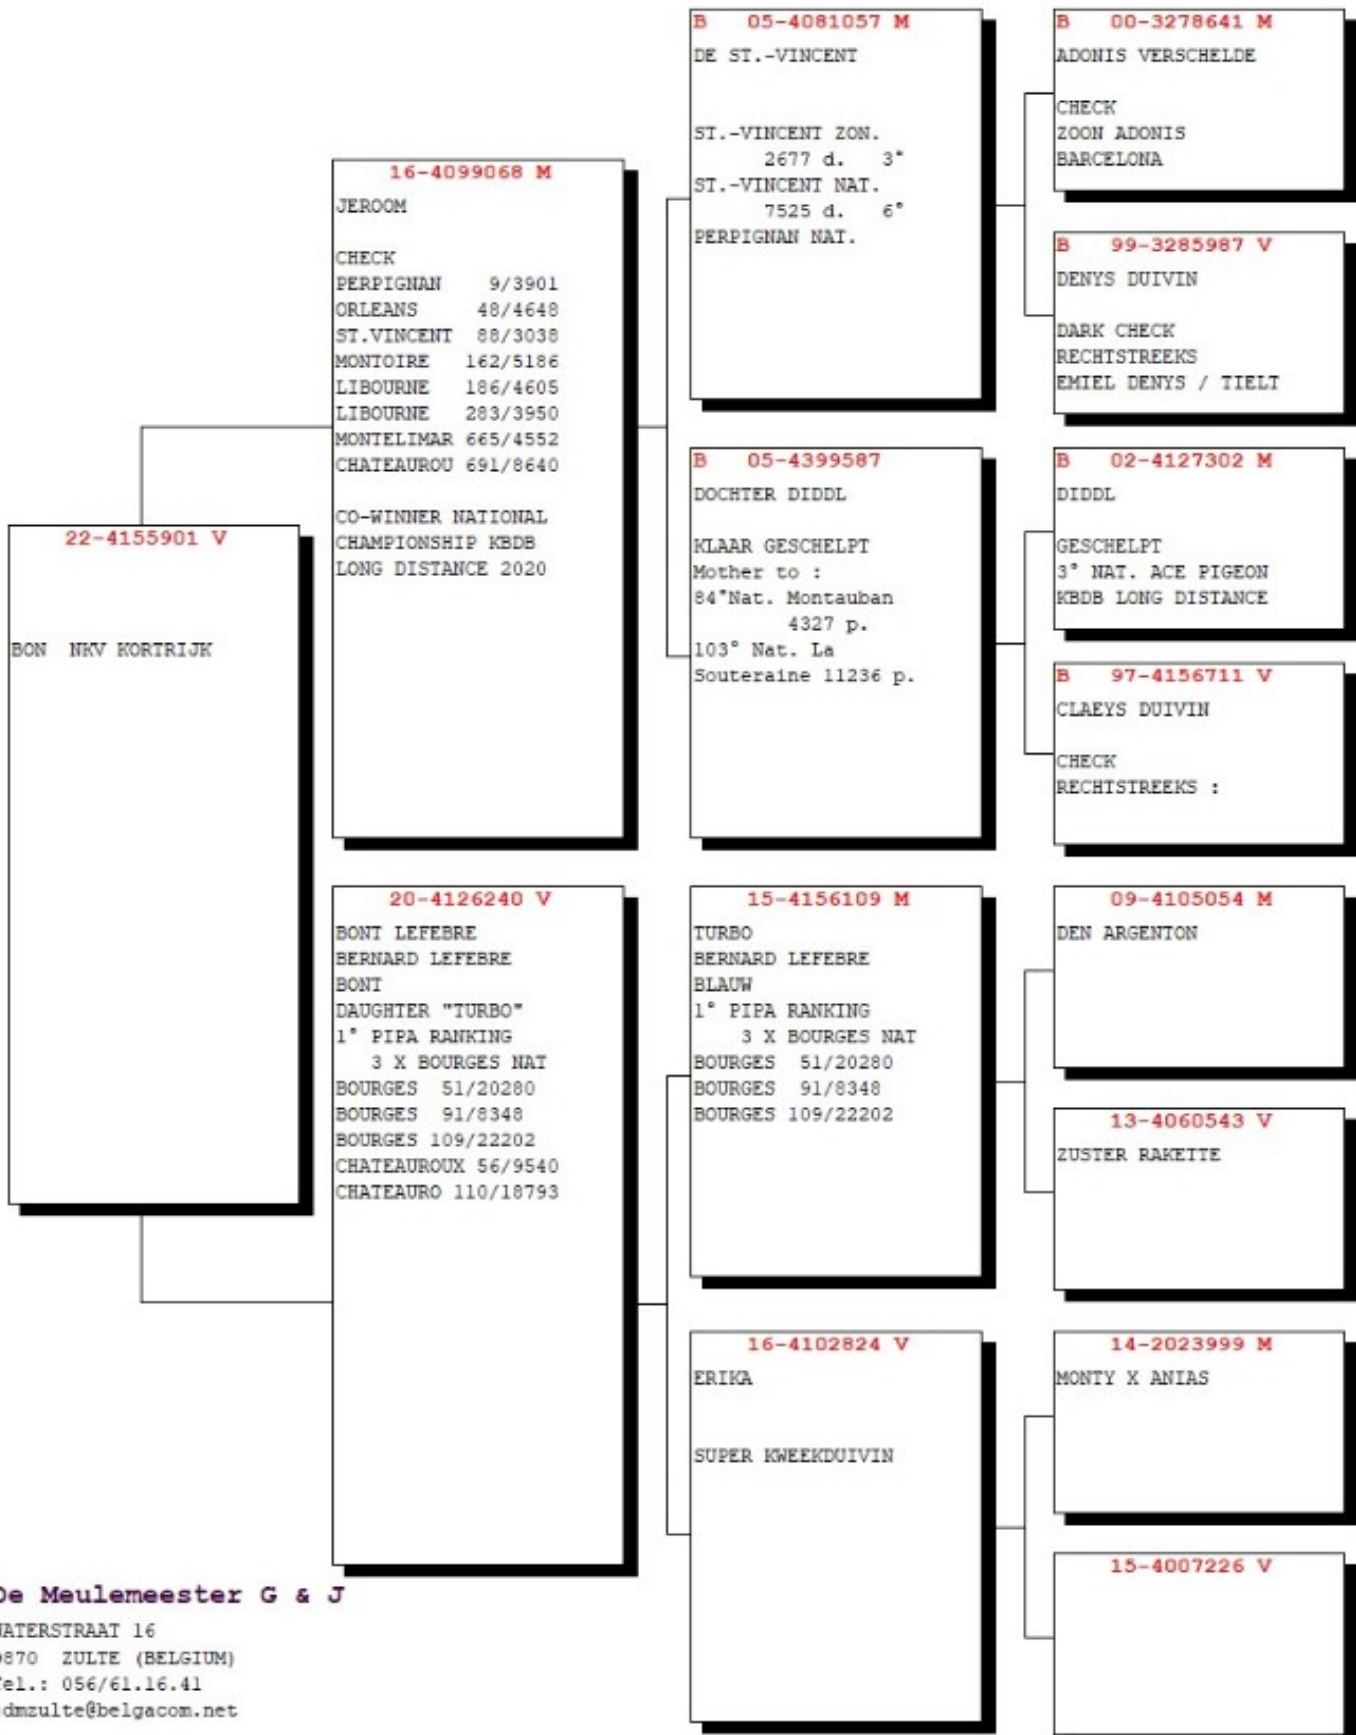 22-4155901 V
BON NKV KORTRIJK
16-4099068 M
JEROOM
CHECK
PERPIGNAN 9/3901
ORLEANS 48/4648
ST.VINCENT 88/3038
MONTOIRE 162/5186
LIBOURNE 186/4605
LIBOURNE 283/3950
MONTELIMAR 665/4552
CHATEAUROU 691/8640
CO-WINNER NATIONAL
CHAMPIONSHIP KBDB
LONG DISTANCE 2020
20-4126240 V
BONT LEFEBRE
BERNARD LEFEBRE
BONT
DAUGHTER "TURBO"
1° PIPA RANKING
3 X BOURGES NAT
BOURGES 51/20280
BOURGES 91/8348
BOURGES 109/22202
CHATEAUROUX 56/9540
CHATEAURO 110/18793
B 05-4081057 M
DE ST.-VINCENT
ST.-VINCENT ZON.
2677 d. 3°
ST.-VINCENT NAT.
7525 d. 6°
PERPIGNAN NAT.
B 05-4399587
DOCHTER DIDDL
KLAAR GESCHELPT
Mother to :
84°Nat. Montauban
4327 p.
103° Nat. La
Souteraine 11236 p.
15-4156109 M
TURBO
BERNARD LEFEBRE
BLAUW
1° PIPA RANKING
3 X BOURGES NAT
BOURGES 51/20280
BOURGES 91/8348
BOURGES 109/22202
16-4102824 V
ERIKA
SUPER KWEEKDUIVIN
B 00-3278641 M
ADONIS VERSCHELDE
CHECK
ZOON ADONIS
BARCELONA
B 99-3285987 V
DENYS DUIVIN
DARK CHECK
RECHTSTREEKS
EMIEL DENYS / TIELT
B 02-4127302 M
DIDDL
GESCHELPT
3° NAT. ACE PIGEON
KBDB LONG DISTANCE
B 97-4156711 V
CLAEYS DUIVIN
CHECK
RECHTSTREEKS :
09-4105054 M
DEN ARGENTON
13-4060543 V
ZUSTER RAKETTE
14-2023999 M
MONTY X ANIAS
15-4007226 V
De Meulemeester G & J
WATERSTRAAT 16
9870 ZULTE (BELGIUM)
Tel.: 056/61.16.41
dmzulte@belgacom.net